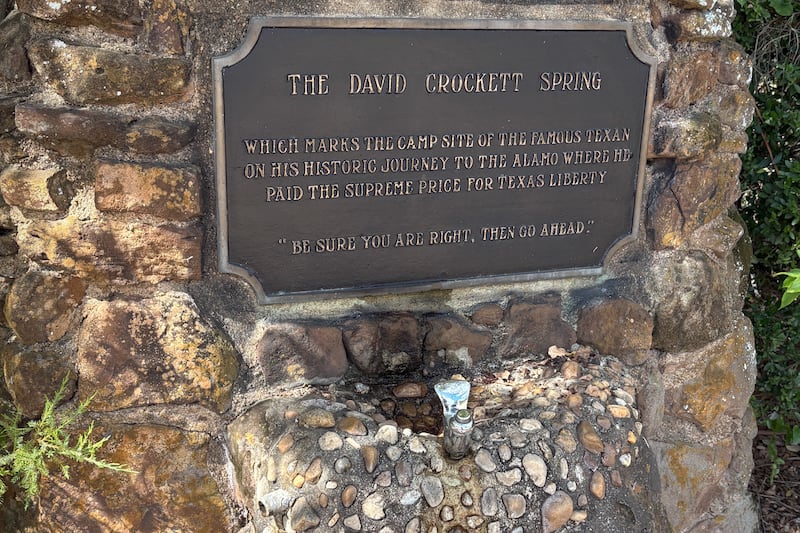 THE DAVID CROCKETT SPRING
WHICH MARKS THE CAMP SITE OF THE FAMOUS TEXAN
ON HIS HISTORIC JOURNEY TO THE ALAMO WHERE HE
PAID THE SUPREME PRICE FOR TEXAS LIBERTY
"BE SURE YOU ARE RIGHT, THEN GO AHEAD."